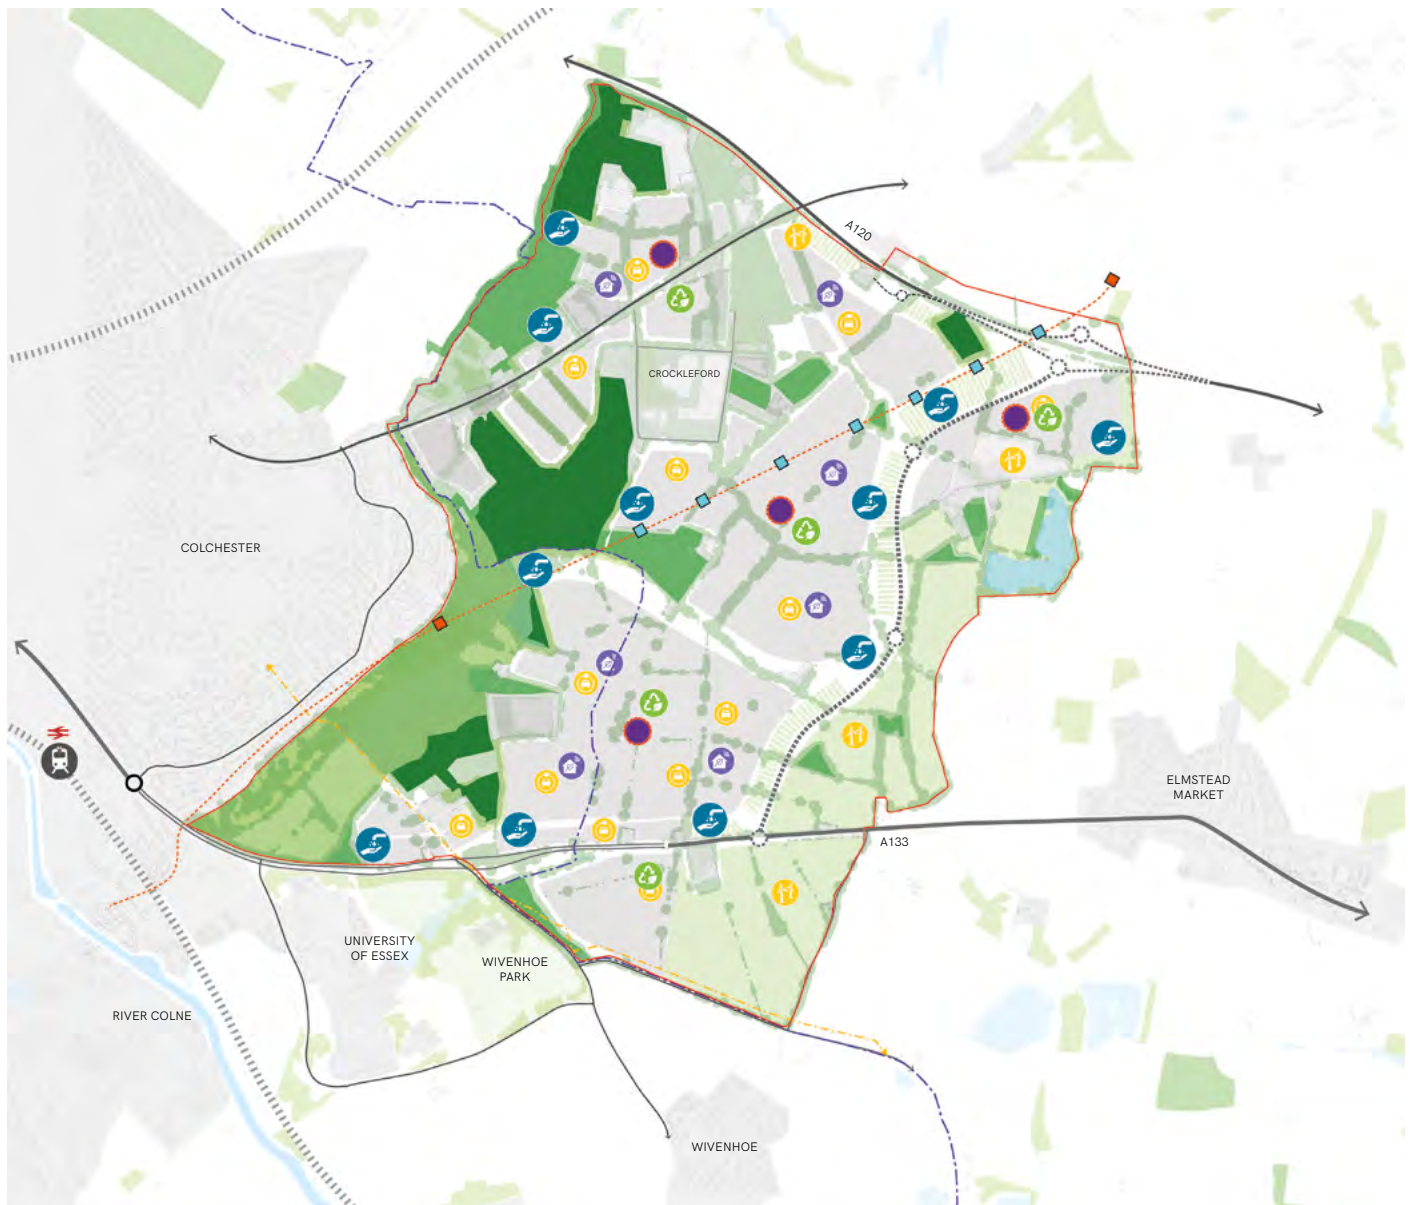 A120
CROCKLEFORD
COLCHESTER
ELMSTEAD
MARKET
A133
UNIVERSITY
OF ESSEX
WIVENHOE
PARK
RIVER COLNE
WIVENHOE